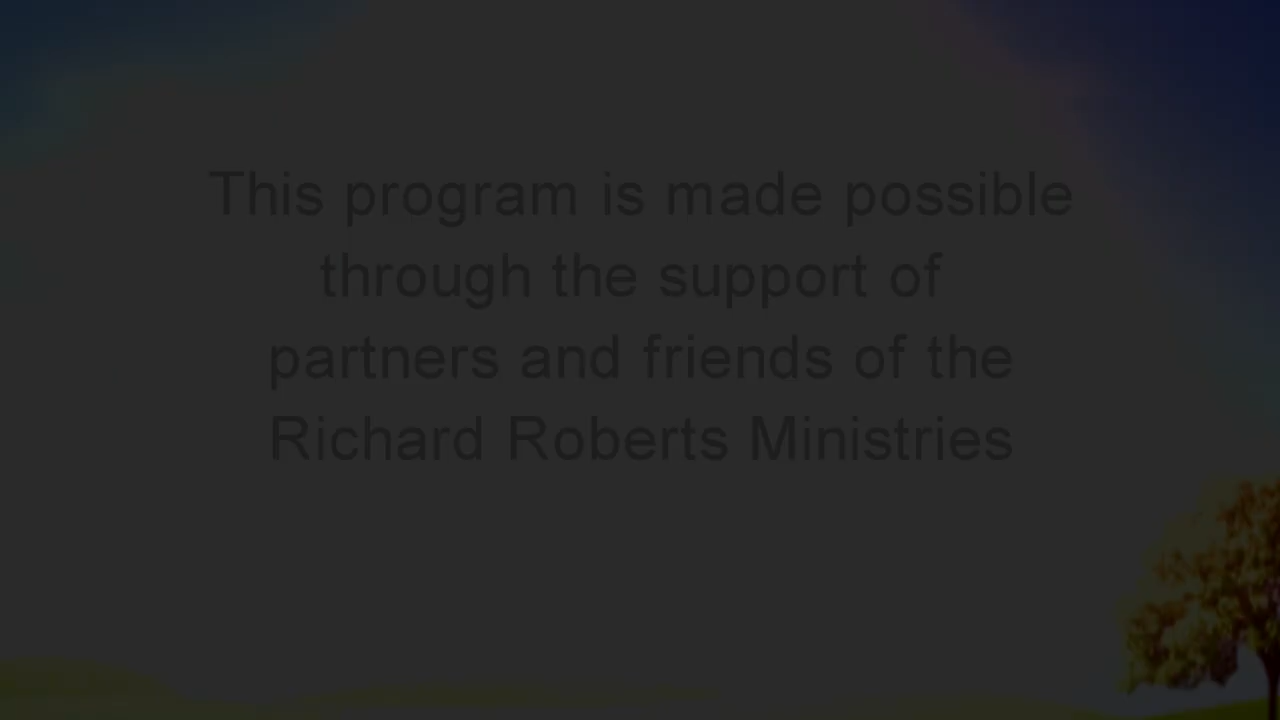 This program is made possible
through the support of
partners and friends of the
Richard Roberts Ministries